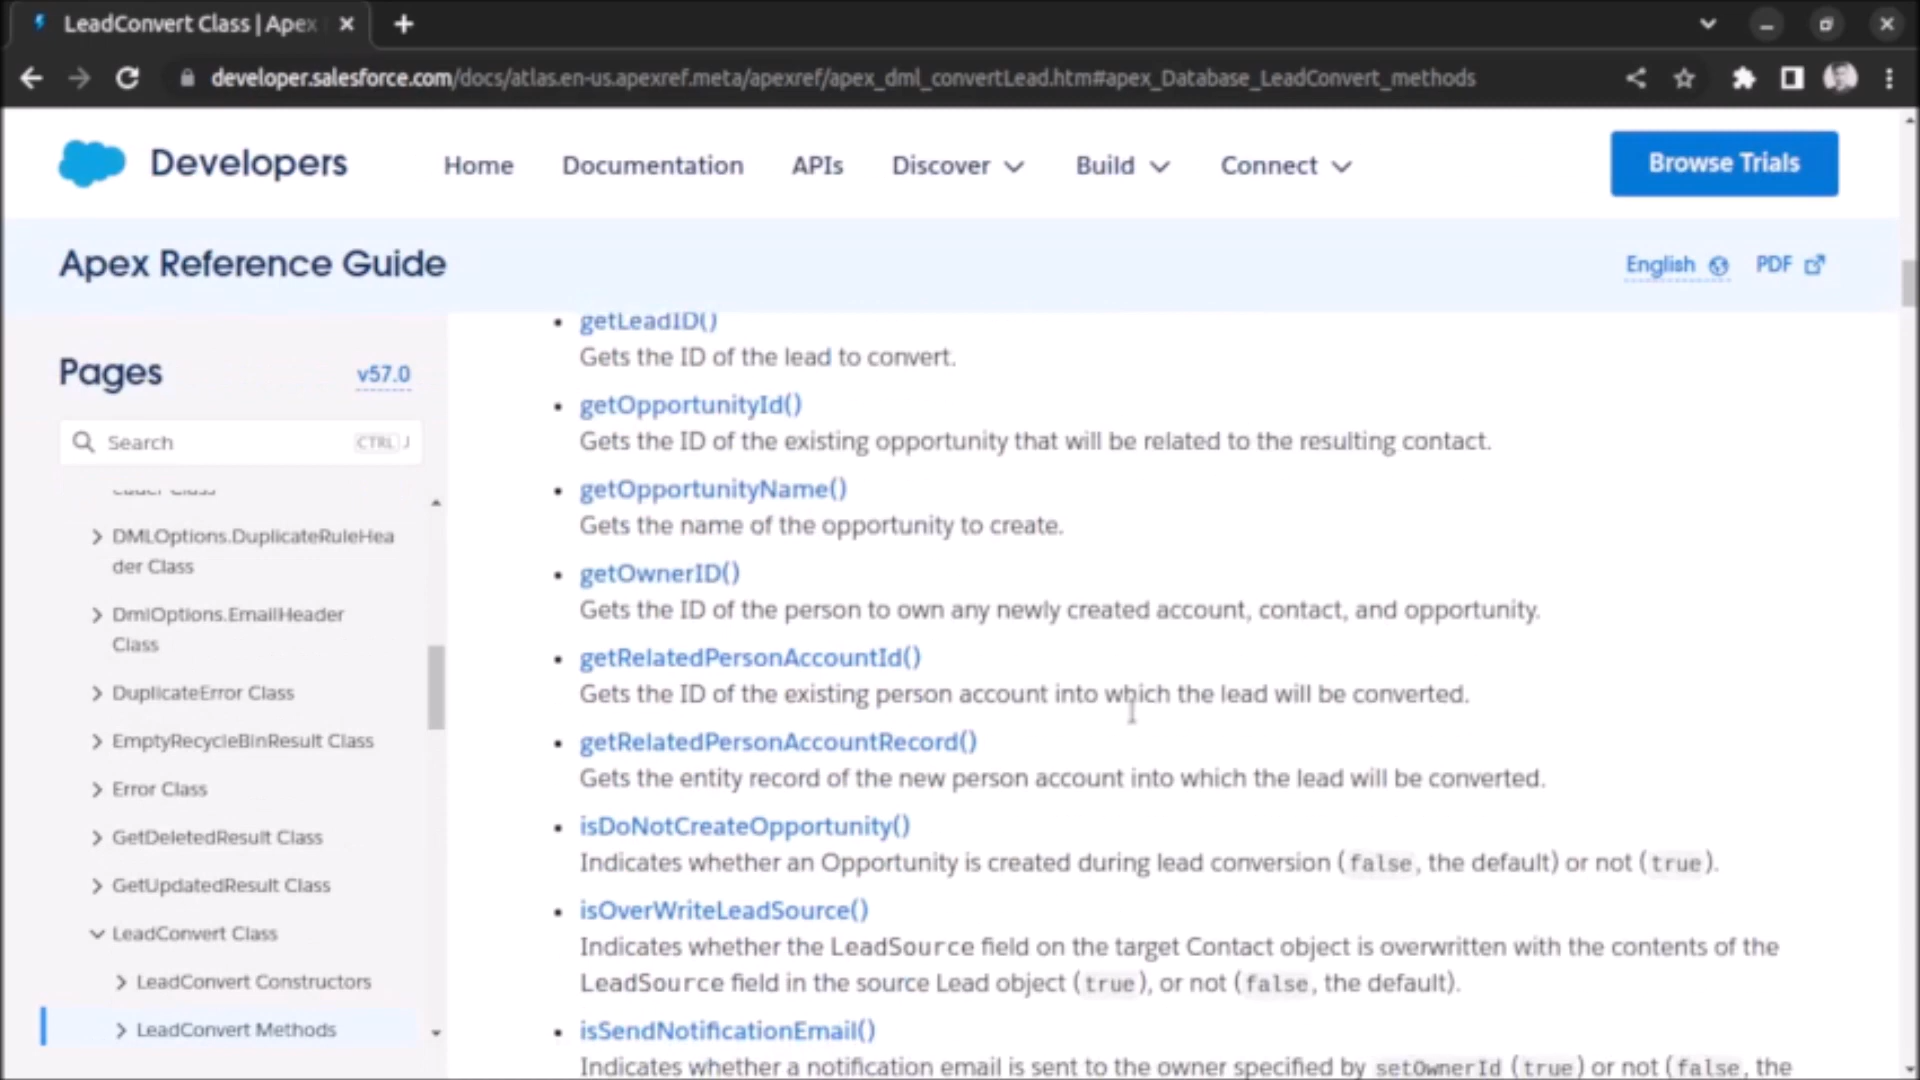 LeadConvert Class | Apex
developer.salesforce.com/docs/atlas.en-us.apexref.meta/apexref/apex_dml_convertLead.htm#apex_Database_LeadConvert_methods
Developers
Home
Documentation
APIs
Discover
Build
Connect
Browse Trials
Apex Reference Guide
English
PDF
Pages
v57.0
Search
CTRL J
DMLOptions.DuplicateRuleHea
der Class
DmlOptions.EmailHeader
Class
DuplicateError Class
EmptyRecycleBinResult Class
Error Class
GetDeletedResult Class
GetUpdatedResult Class
LeadConvert Class
LeadConvert Constructors
LeadConvert Methods
• getLeadID()
Gets the ID of the lead to convert.
• getOpportunityId()
Gets the ID of the existing opportunity that will be related to the resulting contact.
• getOpportunityName()
Gets the name of the opportunity to create.
• getOwnerID()
Gets the ID of the person to own any newly created account, contact, and opportunity.
• getRelatedPersonAccountId()
Gets the ID of the existing person account into which the lead will be converted.
• getRelatedPersonAccountRecord()
Gets the entity record of the new person account into which the lead will be converted.
• isDoNotCreateOpportunity()
Indicates whether an Opportunity is created during lead conversion (false, the default) or not (true).
• isOverWriteLeadSource()
Indicates whether the LeadSource field on the target Contact object is overwritten with the contents of the
LeadSource field in the source Lead object (true), or not (false, the default).
• isSendNotificationEmail()
Indicates whether a notification email is sent to the owner specified by setOwnerId (true) or not (false, the